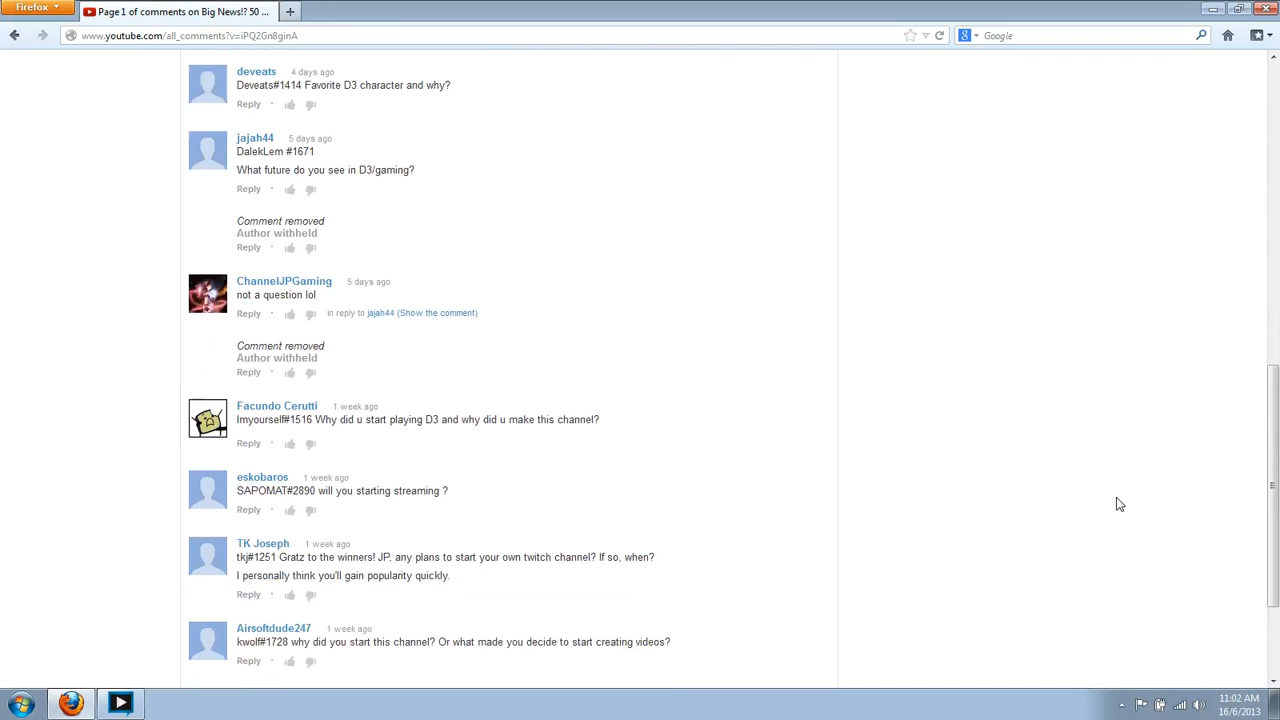 Firefox
Page 1 of comments on Big News!? 50 ...
www.youtube.com/all_comments?v=iPQ2Gn8ginA
Google
deveats 4 days ago
Deveats#1414 Favorite D3 character and why?
Reply
jajah44 5 days ago
DalekLem #1671
What future do you see in D3/gaming?
Reply
Comment removed
Author withheld
Reply
ChannelJPGaming 5 days ago
not a question lol
Reply · in reply to jajah44 (Show the comment)
Comment removed
Author withheld
Reply
Facundo Cerutti 1 week ago
Imyourself#1516 Why did u start playing D3 and why did u make this channel?
Reply
eskobaros 1 week ago
SAPOMAT#2890 will you starting streaming ?
Reply
TK Joseph 1 week ago
tkj#1251 Gratz to the winners! JP, any plans to start your own twitch channel? If so, when?
I personally think you'll gain popularity quickly.
Reply
Airsoftdude247 1 week ago
kwolf#1728 why did you start this channel? Or what made you decide to start creating videos?
Reply
11:02 AM
16/6/2013